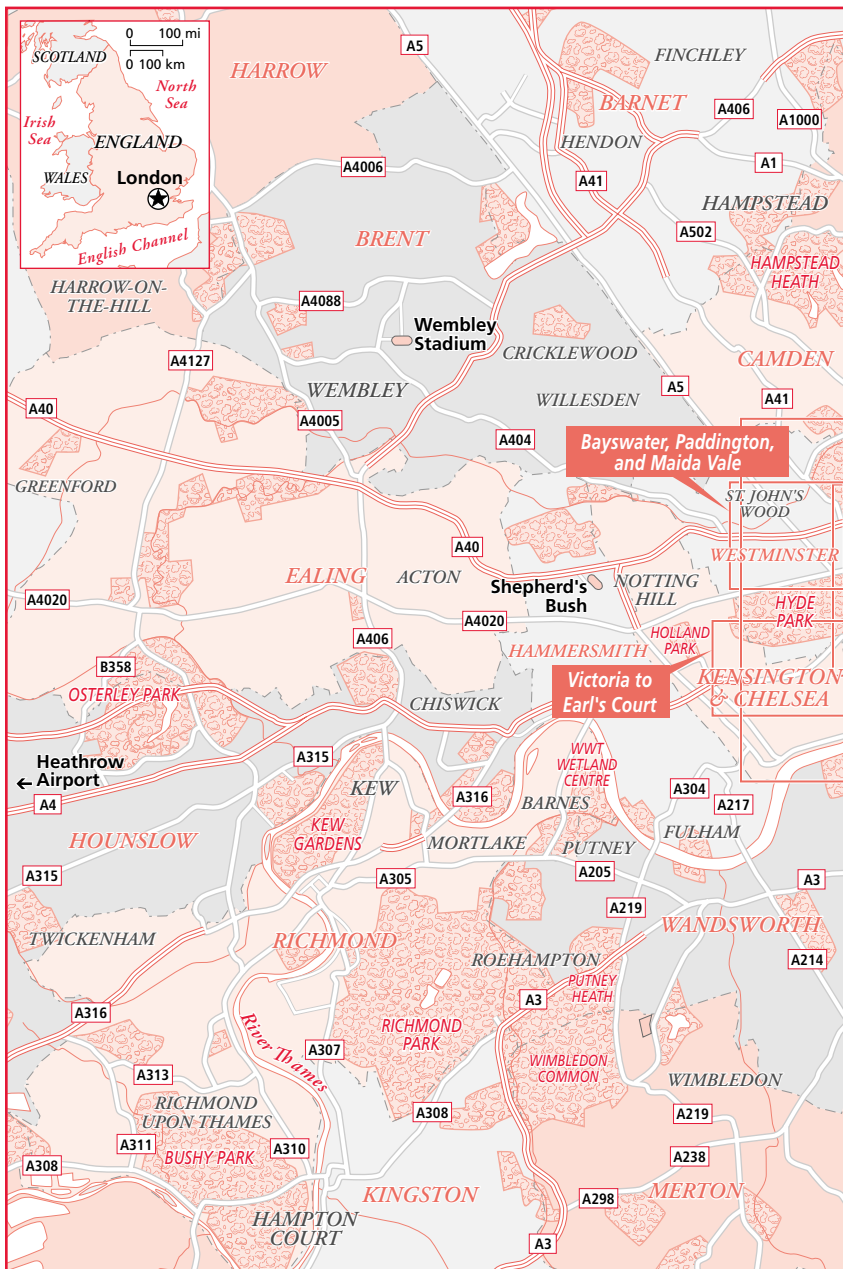 0 100 mi
0 100 km
SCOTLAND
North
Sea
Irish
Sea
ENGLAND
WALES
London
English Channel
HARROW
A5
FINCHLEY
BARNET
A406
A1000
HENDON
A1
A4006
A41
HAMPSTEAD
A502
BRENT
HAMPSTEAD
HEATH
HARROW-ON-
THE-HILL
A4088
Wembley
Stadium
CRICKLEWOOD
CAMDEN
A4127
WEMBLEY
A5
A41
WILLESDEN
A40
A4005
A404
Bayswater, Paddington,
and Maida Vale
GREENFORD
ST. JOHN'S
WOOD
A40
WESTMINSTER
EALING
ACTON
Shepherd's
Bush
NOTTING
HILL
A4020
A4020
HYDE
PARK
A406
HAMMERSMITH
HOLLAND
PARK
B358
OSTERLEY PARK
Victoria to
Earl's Court
KENSINGTON
& CHELSEA
CHISWICK
Heathrow
Airport
A315
WWT
WETLAND
CENTRE
KEW
A316
A304
A4
BARNES
A217
KEW
GARDENS
HOUNSLOW
MORTLAKE
PUTNEY
FULHAM
A315
A305
A205
A3
A219
TWICKENHAM
RICHMOND
WANDSWORTH
ROEHAMPTON
A214
PUTNEY
HEATH
A3
A316
River Thames
RICHMOND
PARK
A307
WIMBLEDON
COMMON
A313
WIMBLEDON
RICHMOND
UPON THAMES
A308
A219
A311
A310
BUSHY PARK
A238
A308
KINGSTON
A298
MERTON
HAMPTON
COURT
A3